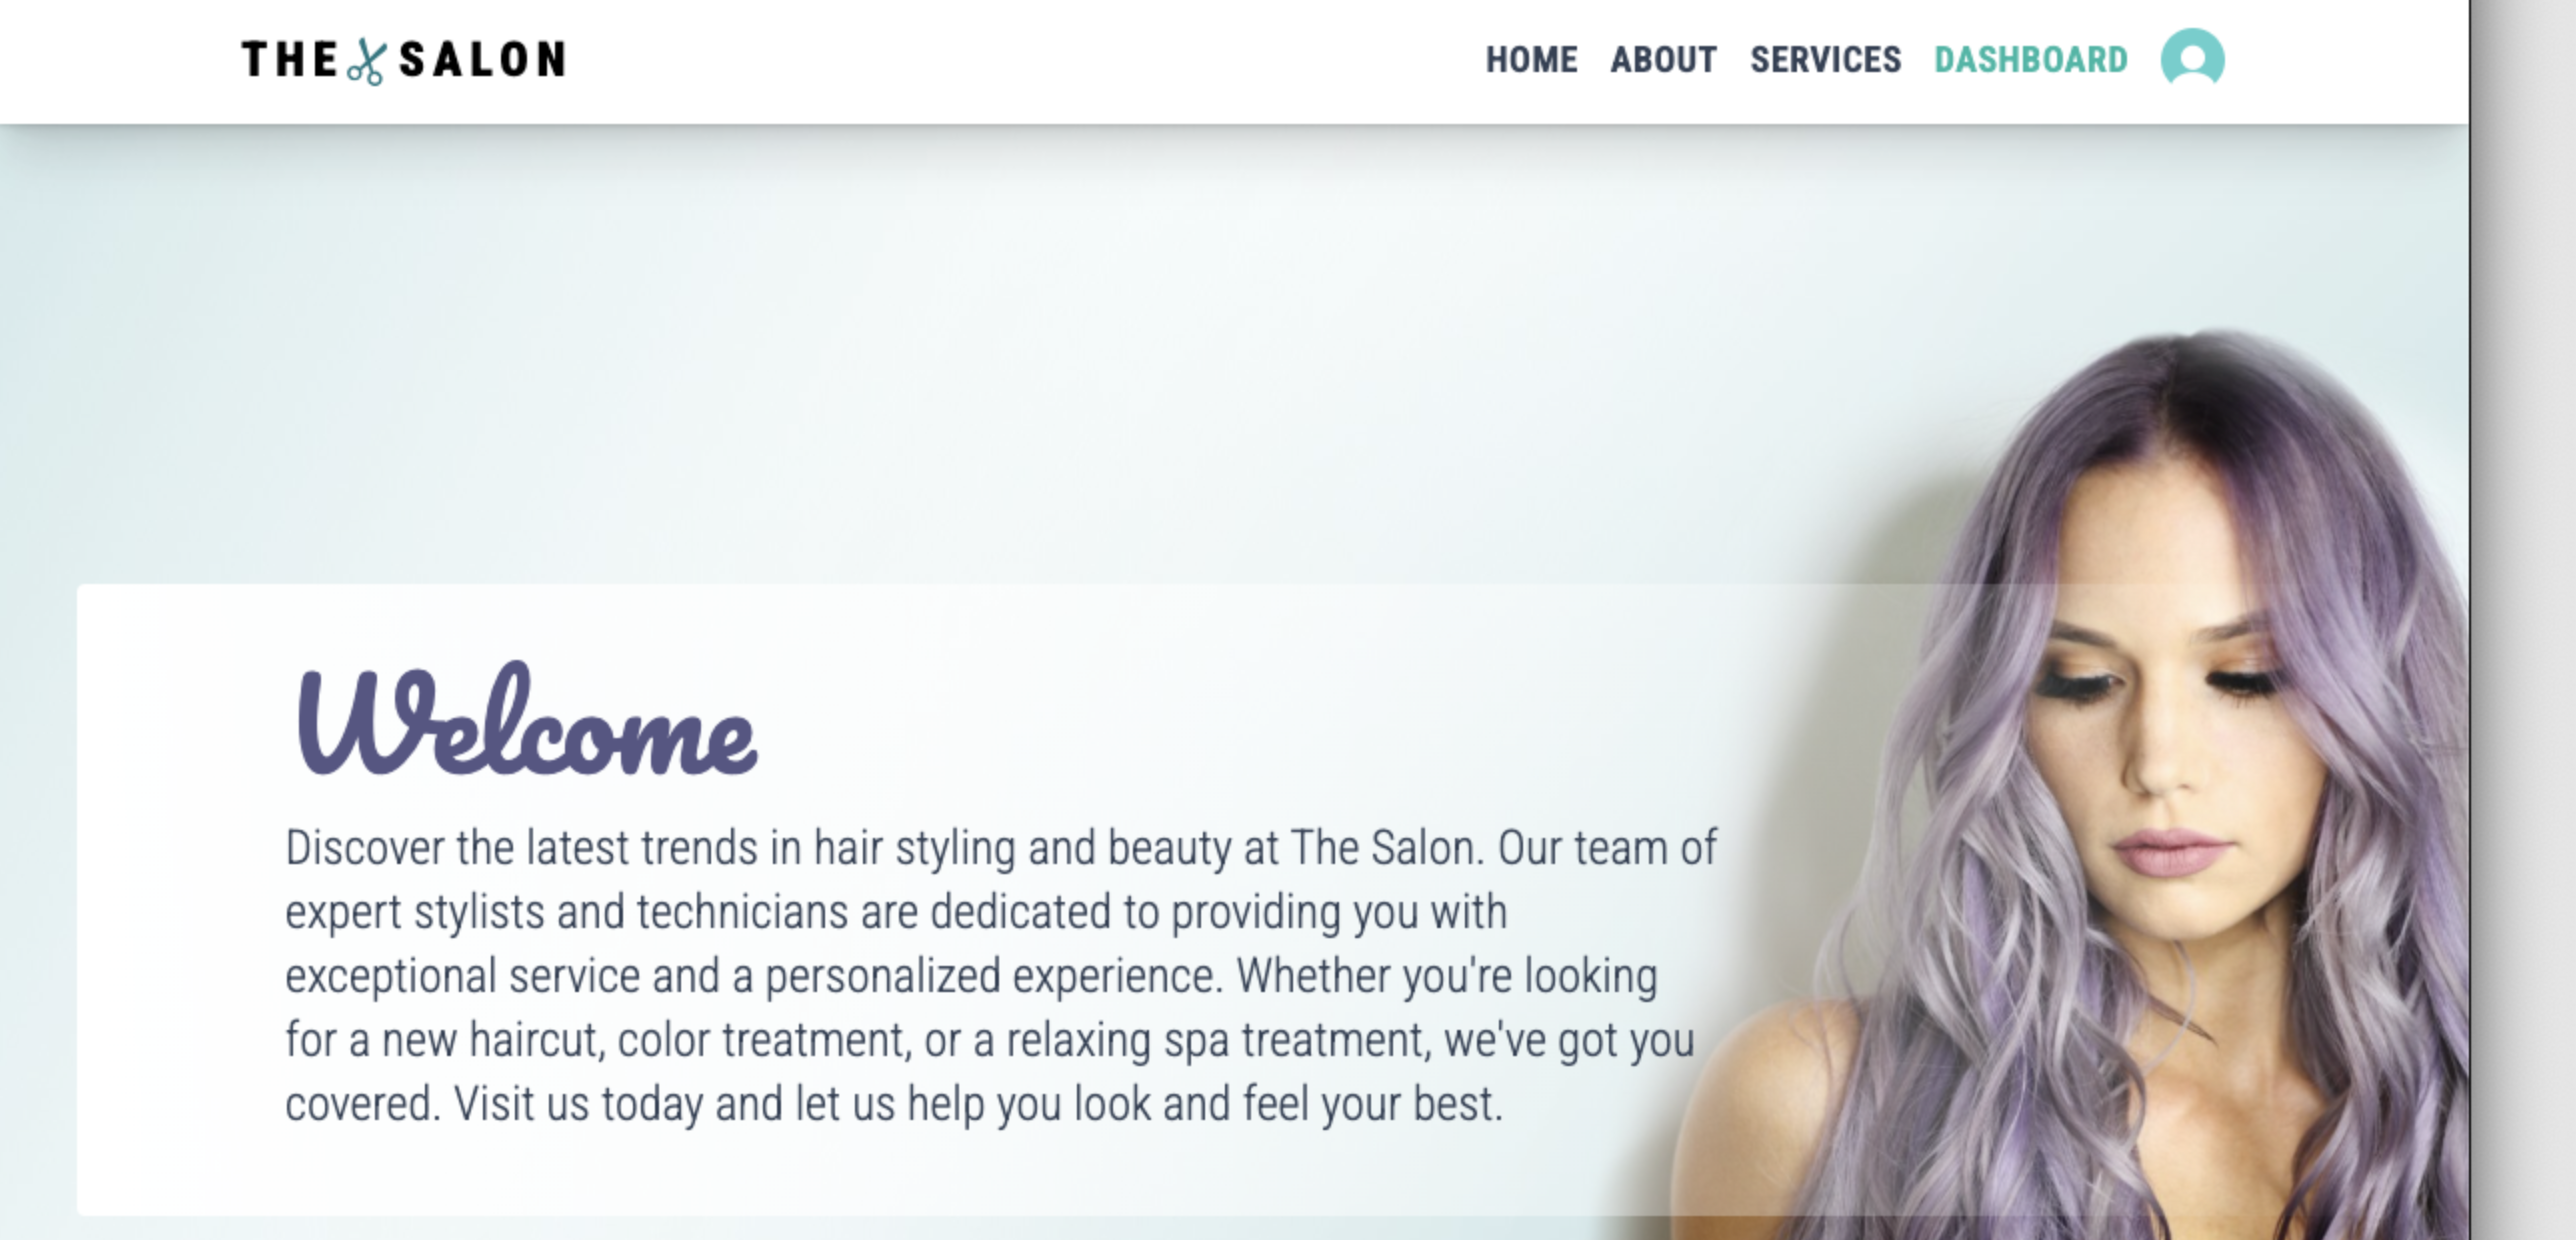 THE SALON
HOME ABOUT SERVICES DASHBOARD
Welcome
Discover the latest trends in hair styling and beauty at The Salon. Our team of
expert stylists and technicians are dedicated to providing you with
exceptional service and a personalized experience. Whether you're looking
for a new haircut, color treatment, or a relaxing spa treatment, we've got you
covered. Visit us today and let us help you look and feel your best.